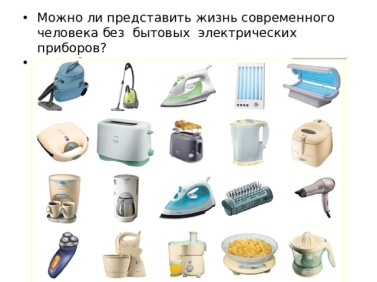 • Можно ли представить жизнь современного
человека без бытовых электрических
приборов?
•